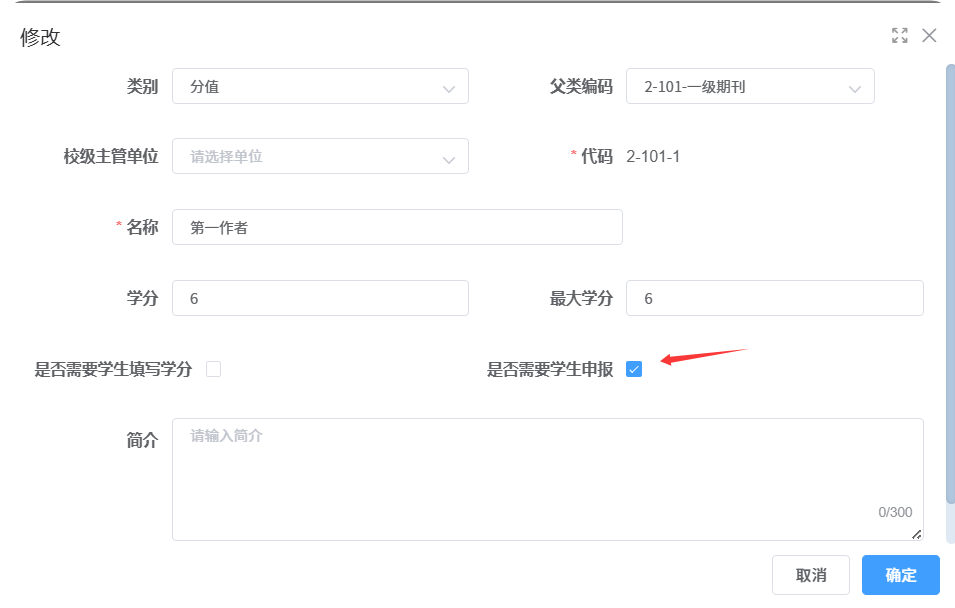 修改
类别 分值 父类编码 2-101-一级期刊
校级主管单位 请选择单位 * 代码 2-101-1
* 名称 第一作者
学分 6 最大学分 6
是否需要学生填写学分 是否需要学生申报
简介 请输入简介
0/300
取消 确定